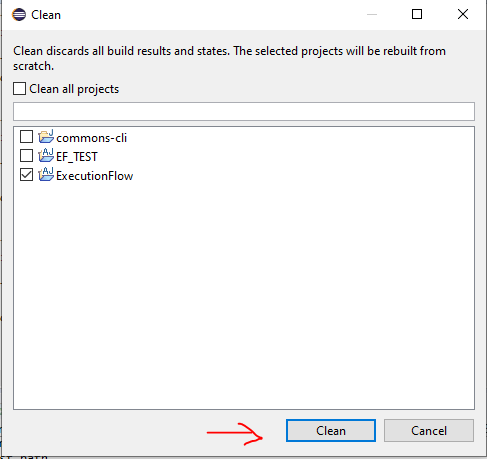 Clean
Clean discards all build results and states. The selected projects will be rebuilt from
scratch.
Clean all projects
commons-cli
EF_TEST
ExecutionFlow
Clean
Cancel